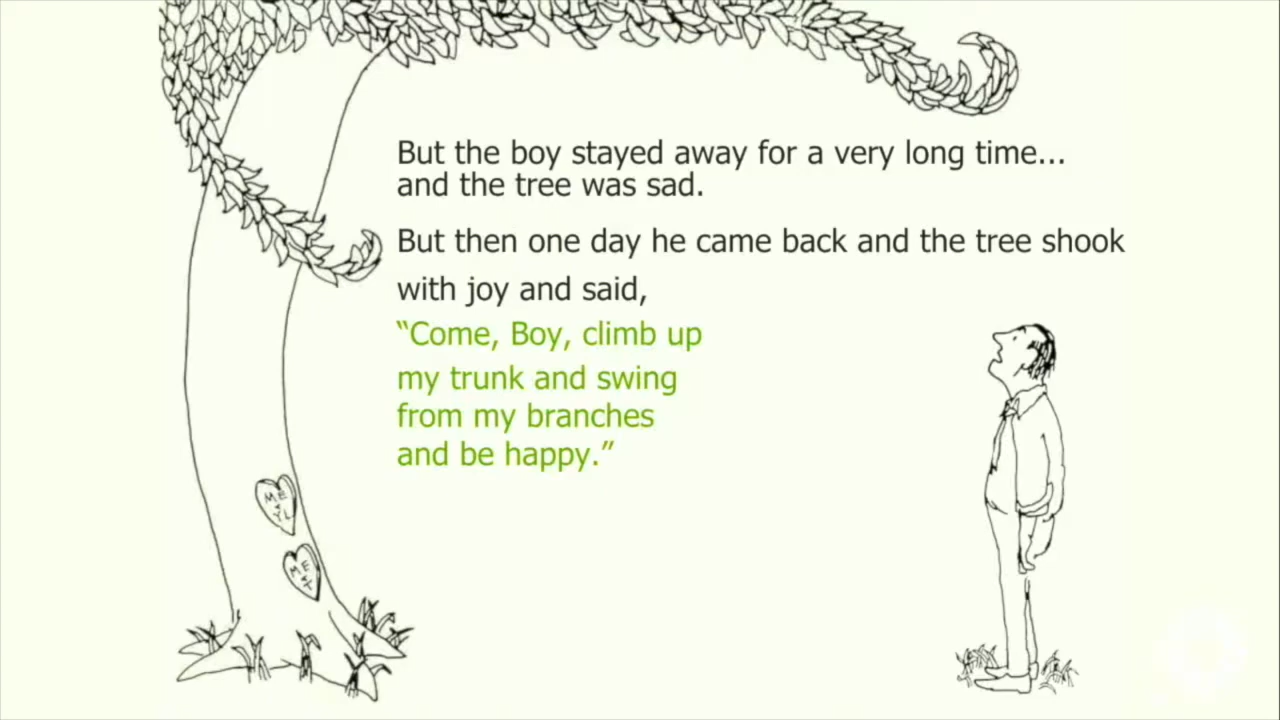 But the boy stayed away for a very long time...
and the tree was sad.
But then one day he came back and the tree shook
with joy and said,
“Come, Boy, climb up
my trunk and swing
from my branches
and be happy.”
ME
+
Y.L.
ME
+
T